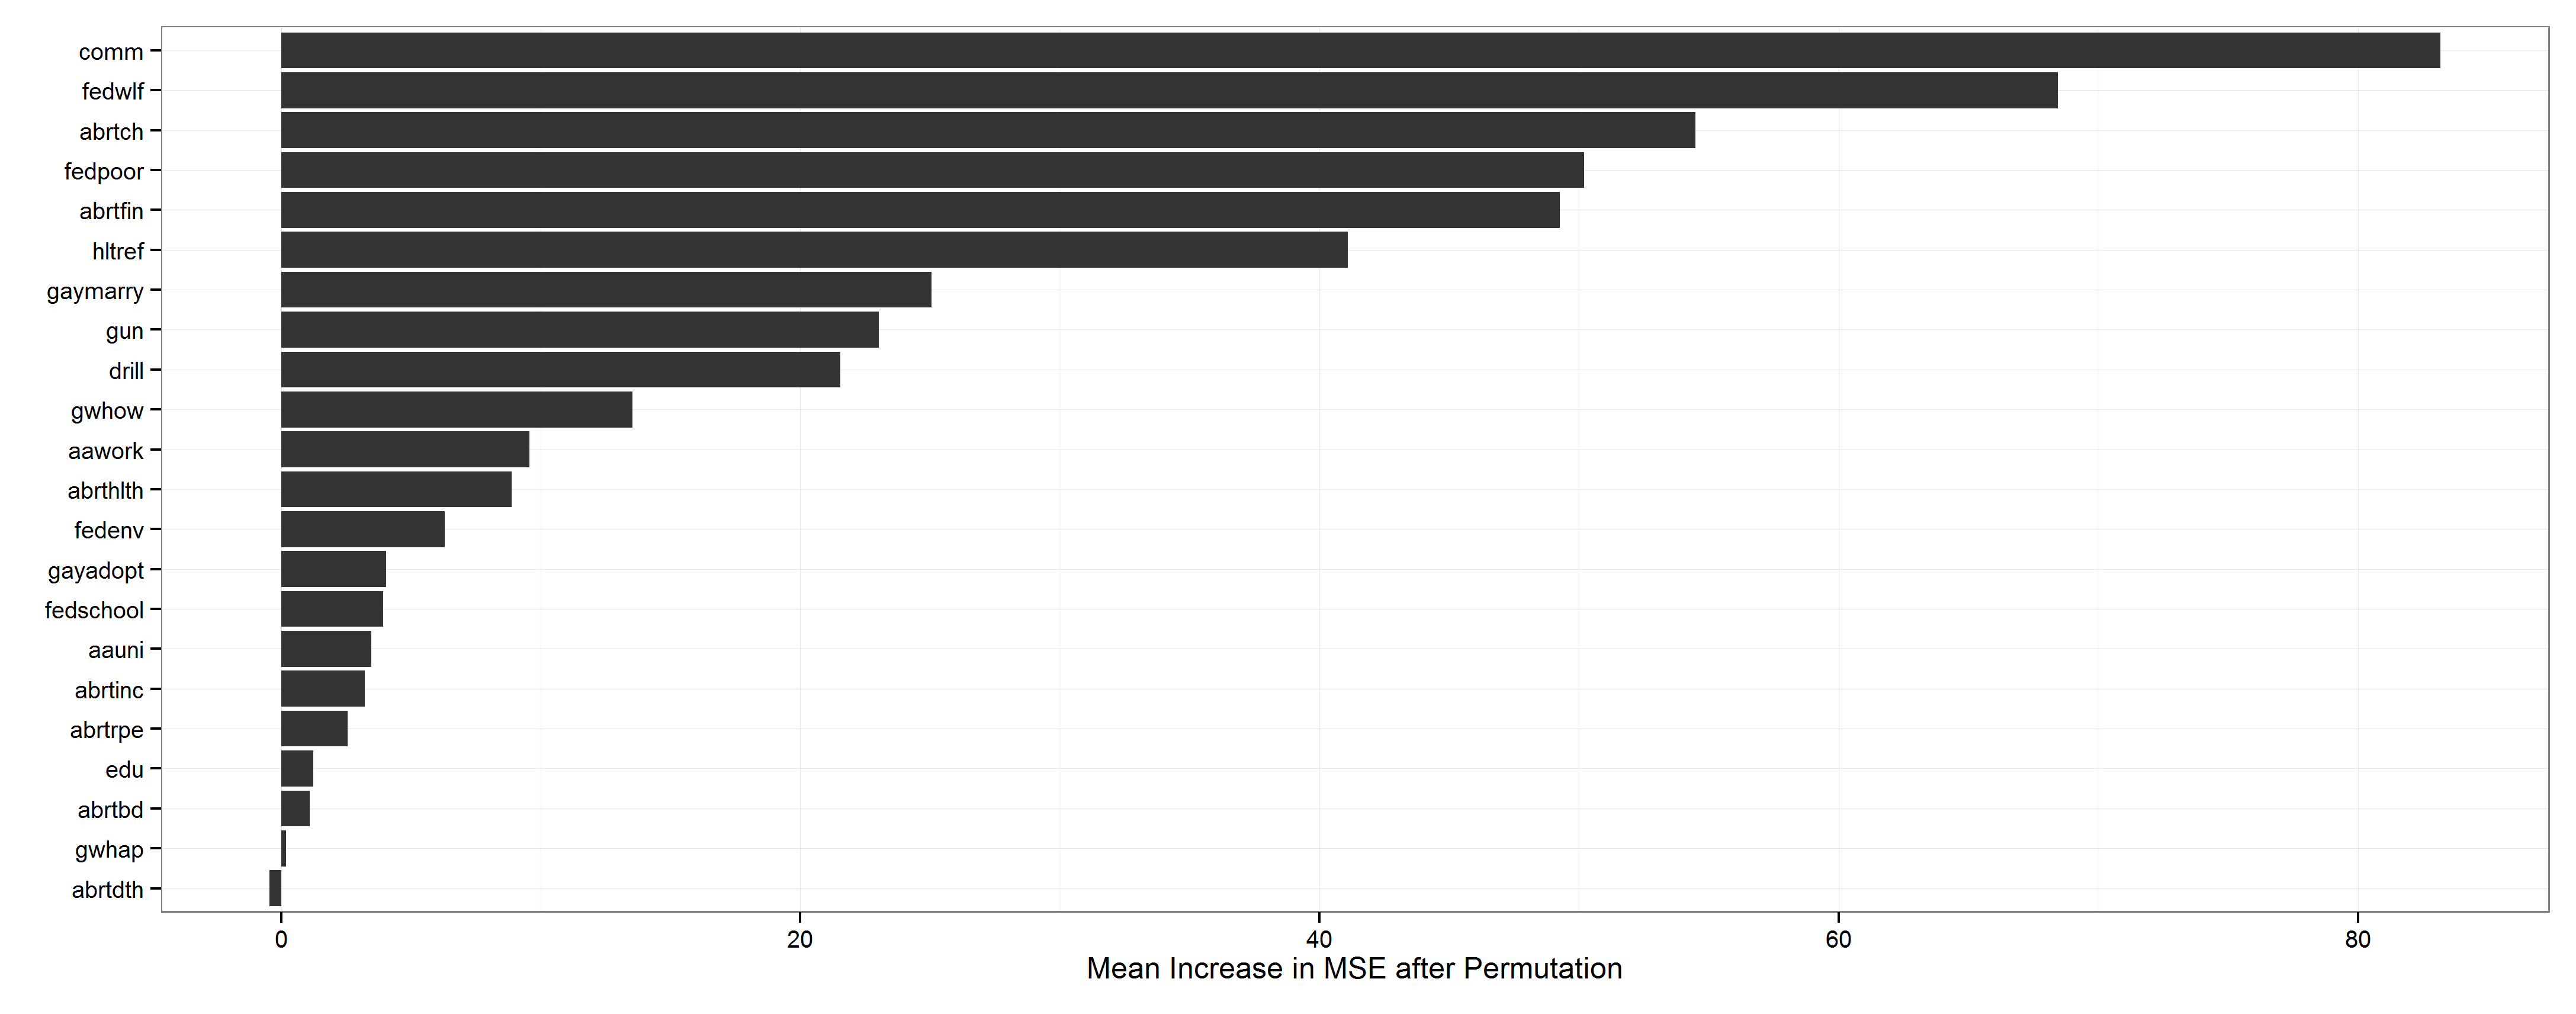 comm
fedwlf
abrtch
fedpoor
abrtfin
hltref
gaymarry
gun
drill
gwhow
aawork
abrthlth
fedenv
gayadopt
fedschool
aauni
abrtinc
abrtrpe
edu
abrtbd
gwhap
abrtdth
0 20 40 60 80
Mean Increase in MSE after Permutation